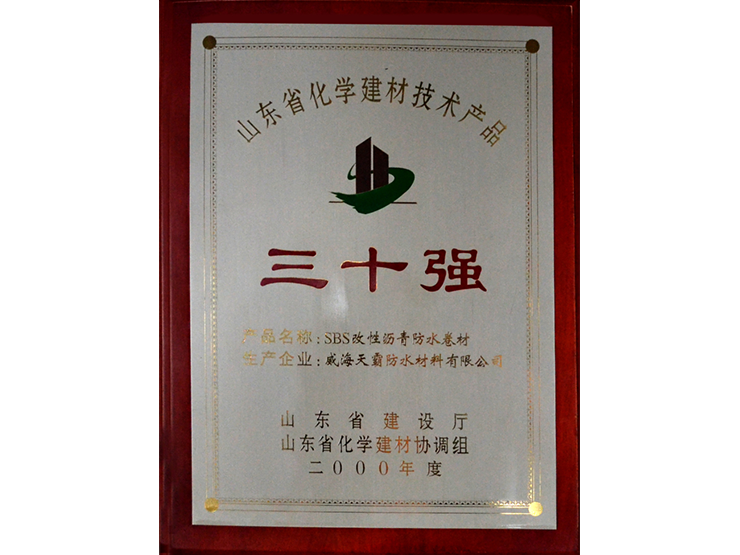 山东省化学建材技术产品
三十强
产品名称：SBS改性沥青防水卷材
生产企业：威海天霸防水材料有限公司
山东省建设厅
山东省化学建材协调组
二000年度